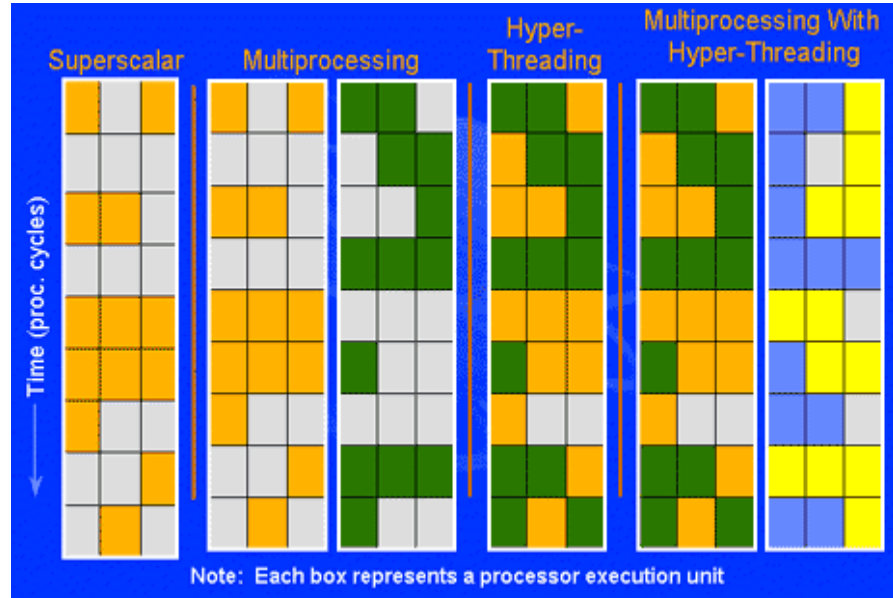 Superscalar
Multiprocessing
Hyper-
Threading
Multiprocessing With
Hyper-Threading
Time (proc. cycles)
Note: Each box represents a processor execution unit